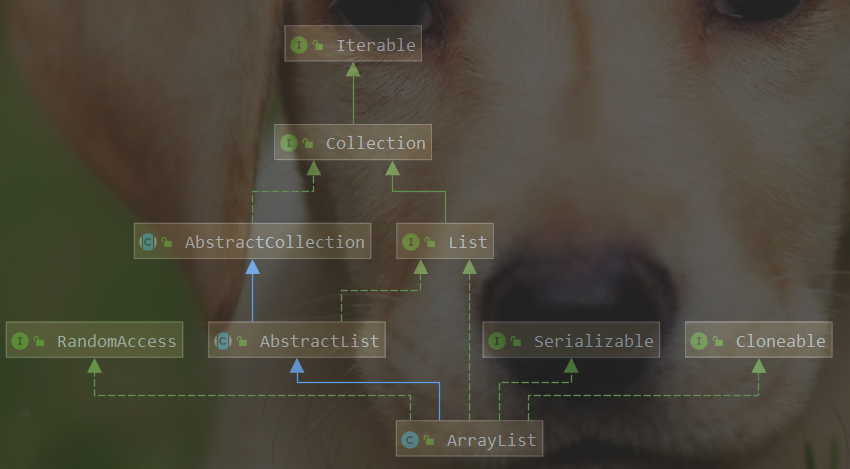 I Iterable
I Collection
C AbstractCollection
I List
I RandomAccess
C AbstractList
I Serializable
I Cloneable
C ArrayList